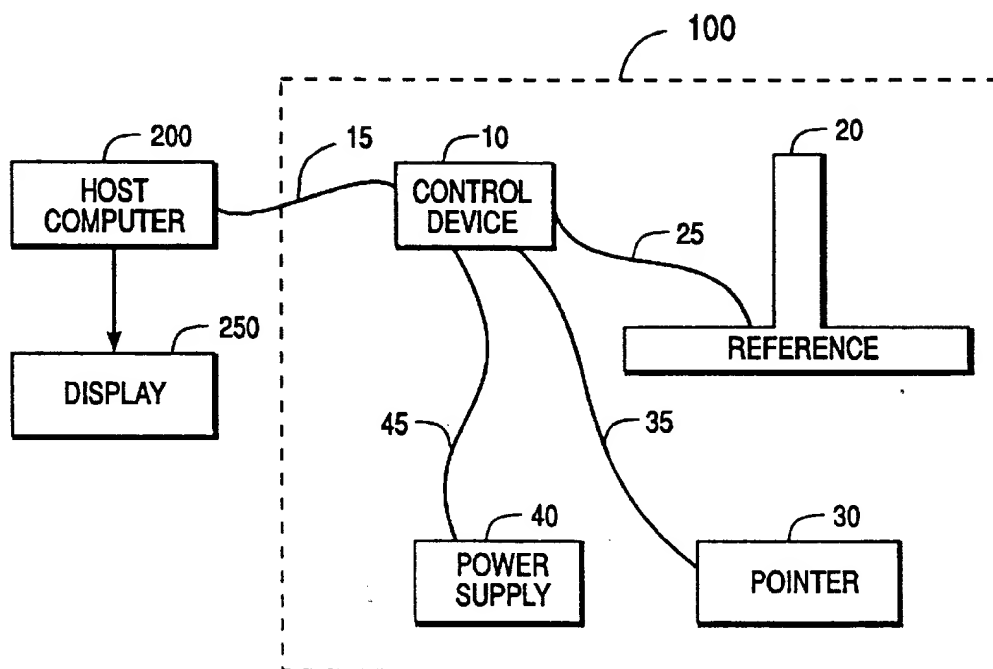 100
200
15
10
20
HOST
COMPUTER
CONTROL
DEVICE
25
250
REFERENCE
DISPLAY
45
35
40
30
POWER
SUPPLY
POINTER